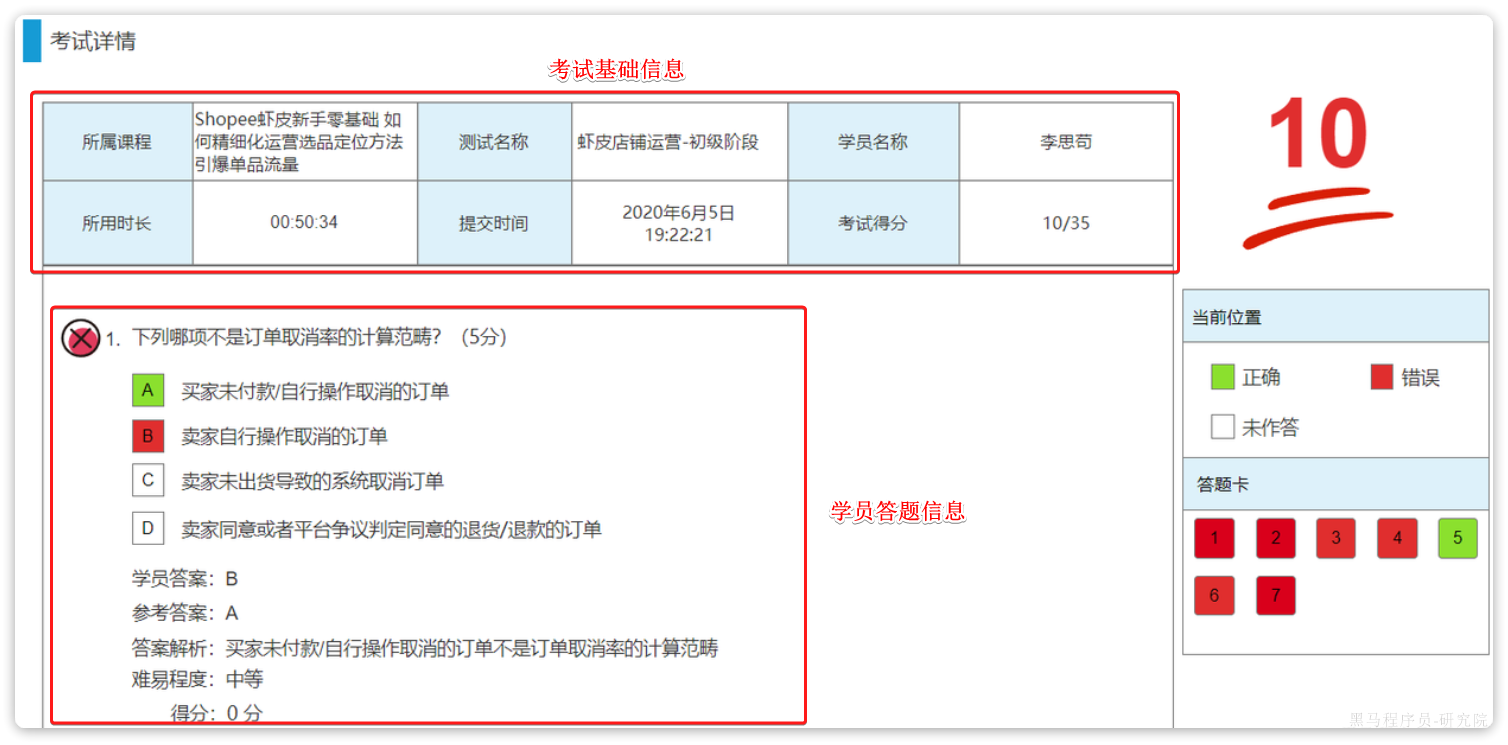 考试详情
考试基础信息
所属课程
Shopee虾皮新手零基础 如
何精细化运营选品定位方法
引爆单品流量
测试名称
虾皮店铺运营-初级阶段
学员名称
李思苟
所用时长
00:50:34
提交时间
2020年6月5日
19:22:21
考试得分
10/35
10
1. 下列哪项不是订单取消率的计算范畴? (5分)
A 买家未付款/自行操作取消的订单
B 卖家自行操作取消的订单
C 卖家未出货导致的系统取消订单
D 卖家同意或者平台争议判定同意的退货/退款的订单
学员答案: B
参考答案: A
答案解析: 买家未付款/自行操作取消的订单不是订单取消率的计算范畴
难易程度: 中等
得分: 0 分
学员答题信息
当前位置
正确 错误
未作答
答题卡
1 2 3 4 5
6 7
黑马程序员-研究院